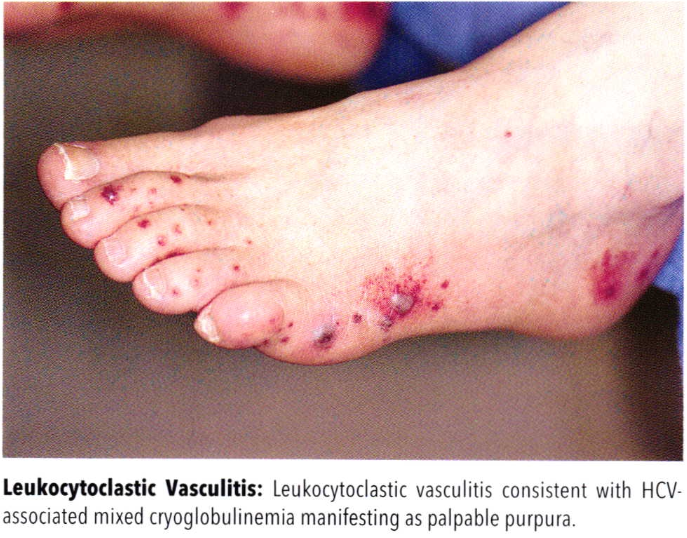 Leukocytoclastic Vasculitis: Leukocytoclastic vasculitis consistent with HCV-
associated mixed cryoglobulinemia manifesting as palpable purpura.